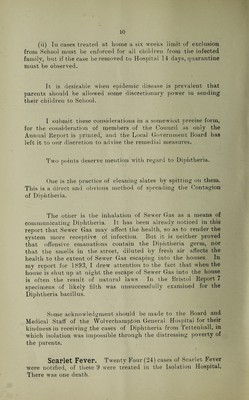 10
(ii) In cases treated at home a six weeks limit of exclusion
from School must be enforced for all children from the infected
family, but if the case be removed to Hospital 14 days, quarantine
must be observed.
It is desirable when epidemic disease is prevalent that
parents should be allowed some discretionary power in sending
their children to School.
I submit these considerations in a somewhat precise form,
for the consideration of members of the Council as only the
Annual Report is printed, and the Local Government Board has
left it to our discretion to advise the remedial measures.
Two points deserve mention with regard to Diphtheria.
One is the practice of cleaning slates by spitting on them.
This is a direct and obvious method of spreading the Contagion
of Diphtheria.
The other is the inhalation of Sewer Gas as a means of
communicating Diphtheria. It has been already noticed in this
report that Sewer Gas may affect the health, so as to render the
system more receptive of infection. But it is neither proved
that offensive emanations contain the Diphtheria germ, nor
that the smells in the street, diluted by fresh air affects the
health to the extent of Sewer Gas escaping into the houses. In
my report for 1893, I drew attention to the fact that when the
house is shut up at night the escape of Sewer Gas into the house
is often the result of natural laws. In the Bristol Report 7
specimens of likely filth was unsuccessfully examined for the
Diphtheria bacillus.
Some acknowledgment should be made to the Board and
Medical Staff of the Wolverhampton General Hospital for their
kindness in receiving the cases of Diphtheria from Tettenhall, in
which isolation was impossible through the distressing poverty of
the parents.
Scarlet Fever. Twenty Four (24) cases of Scarlet Fever
were notified, of these 9 were treated in the Isolation Hospital.
There was one death.